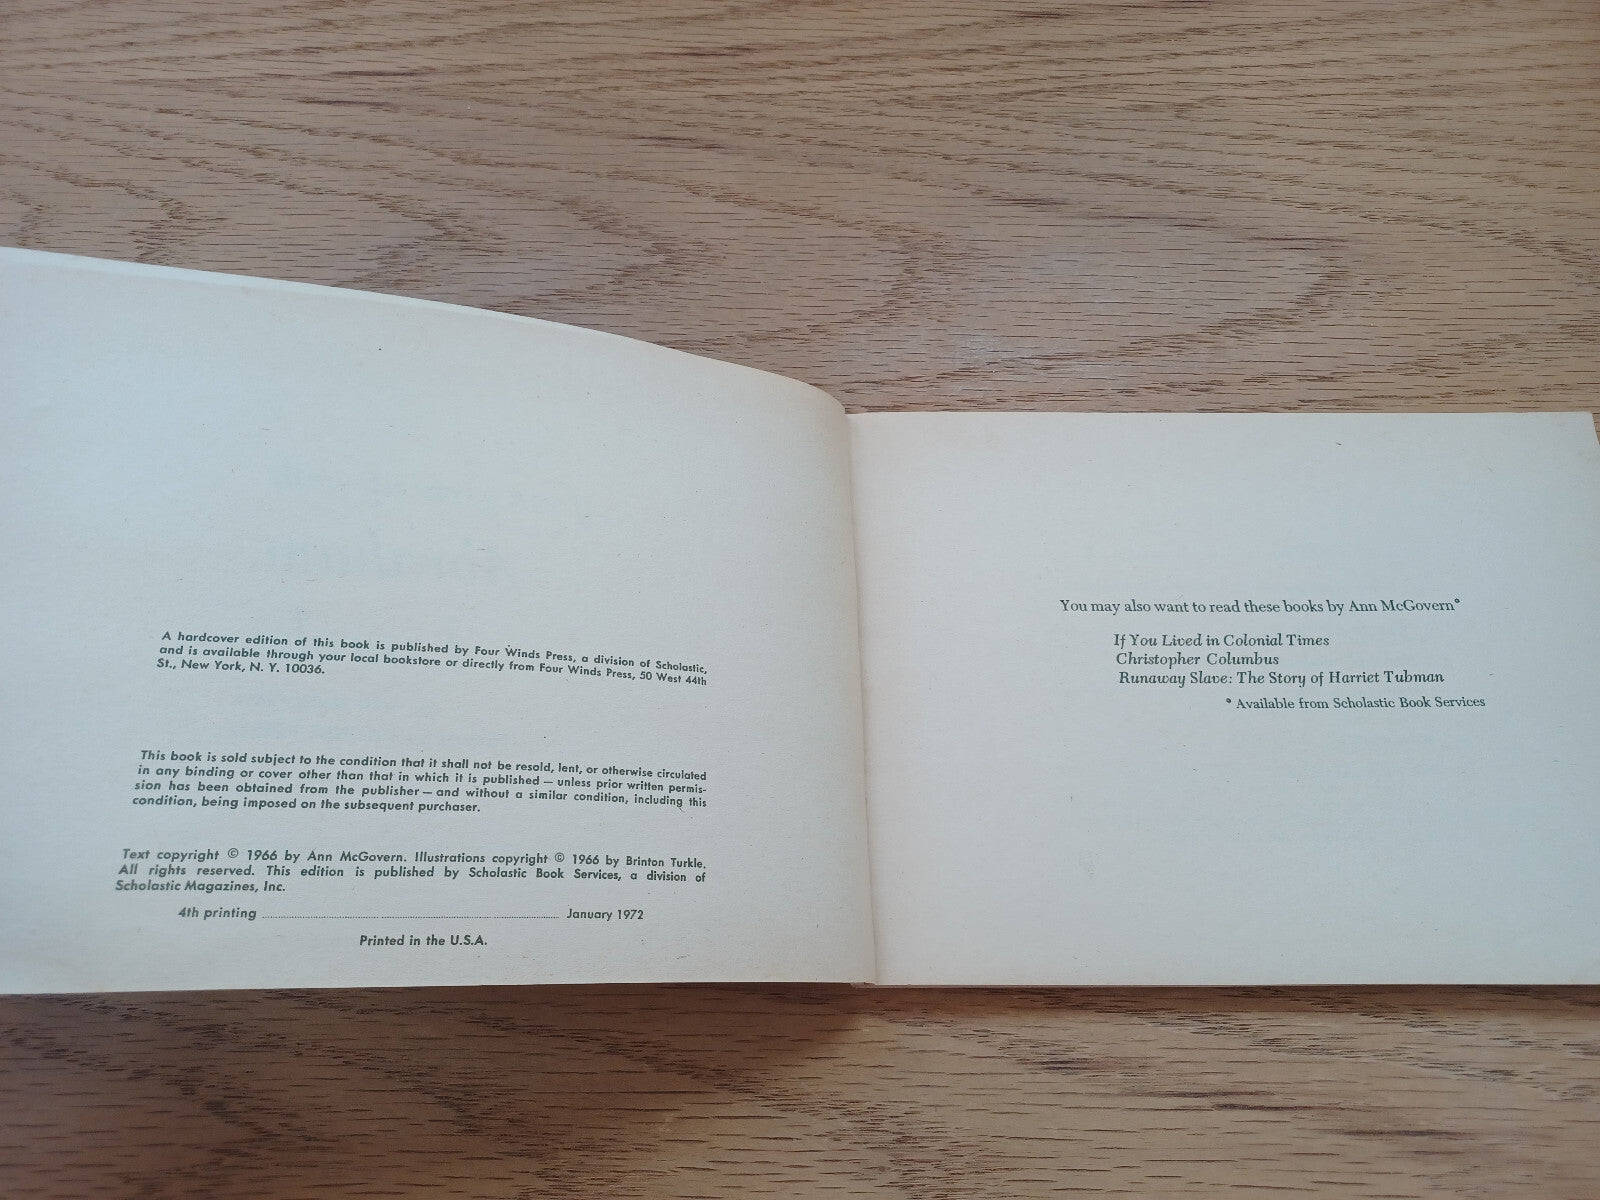 A hardcover edition of this book is published by Four Winds Press, a division of Scholastic,
and is available through your local bookstore or directly from Four Winds Press, 50 West 44th
St., New York, N. Y. 10036.
This book is sold subject to the condition that it shall not be resold, lent, or otherwise circulated
in any binding or cover other than that in which it is published — unless prior written permis-
sion has been obtained from the publisher — and without a similar condition, including this
condition, being imposed on the subsequent purchaser.
Text copyright © 1966 by Ann McGovern. Illustrations copyright © 1966 by Brinton Turkle.
All rights reserved. This edition is published by Scholastic Book Services, a division of
Scholastic Magazines, Inc.
4th printing ........................ January 1972
Printed in the U.S.A.
You may also want to read these books by Ann McGovern*
If You Lived in Colonial Times
Christopher Columbus
Runaway Slave: The Story of Harriet Tubman
* Available from Scholastic Book Services